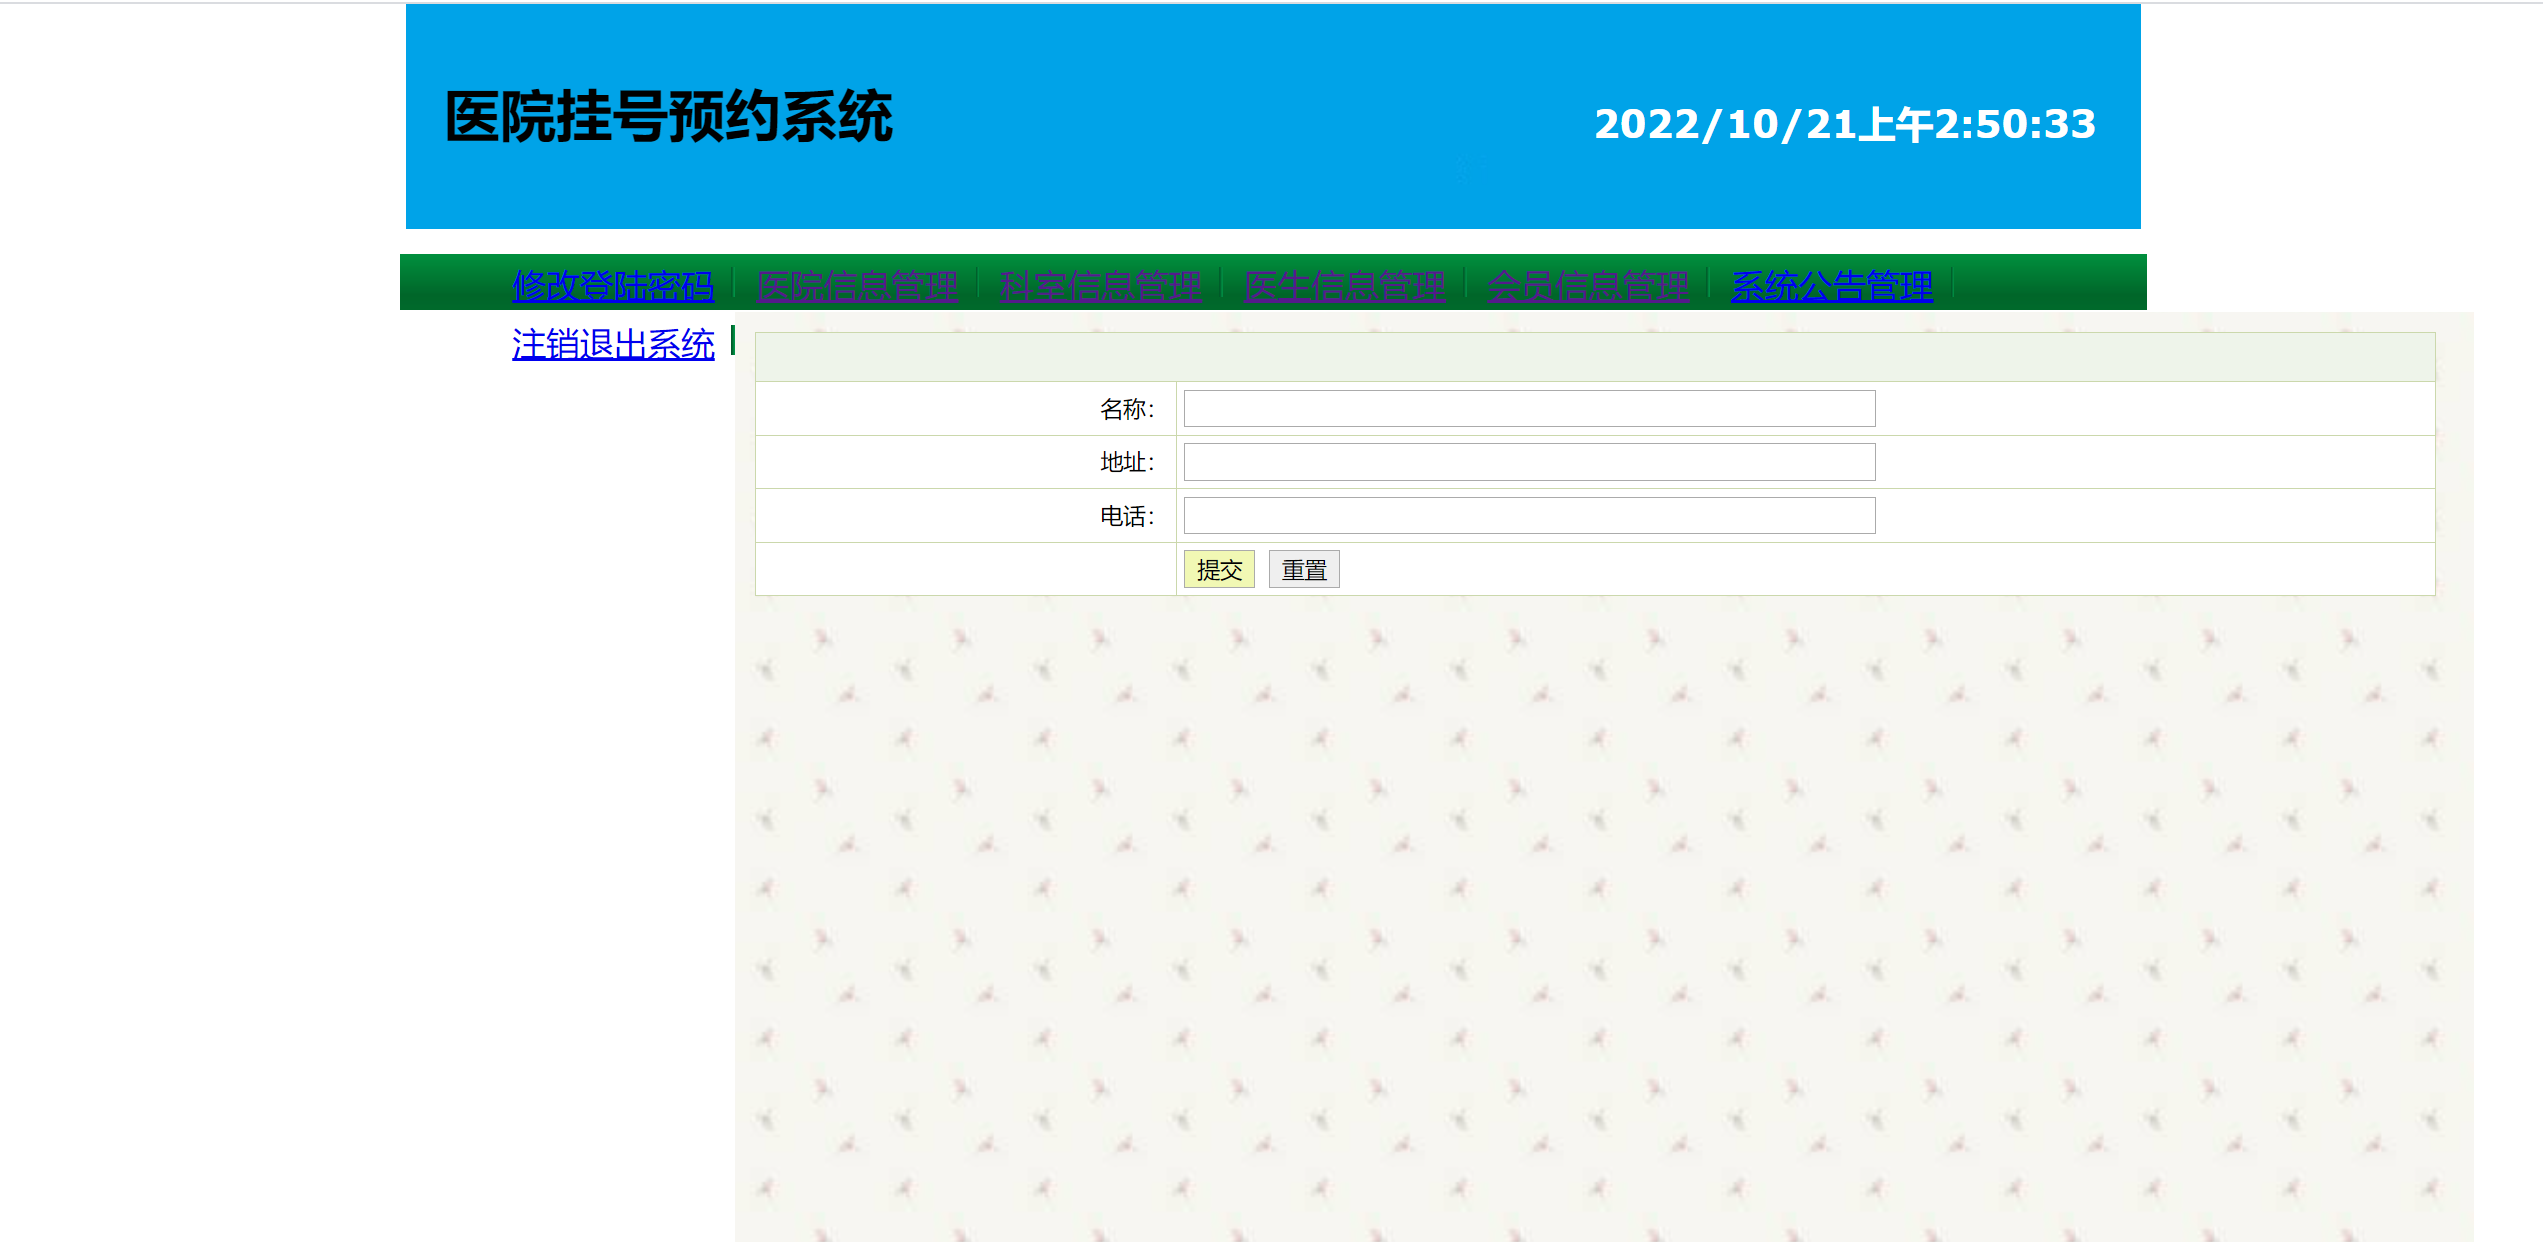 医院挂号预约系统
2022/10/21上午2:50:33
修改登陆密码 医院信息管理 科室信息管理 医生信息管理 会员信息管理 系统公告管理
注销退出系统
名称：
地址：
电话：
提交 重置